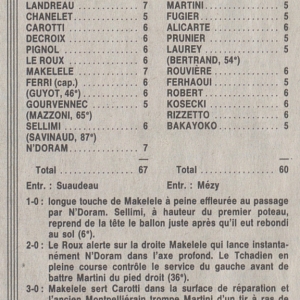 LANDREAU 7 MARTINI 5
CHANELET 5 FUGIER 5
CAROTTI 6 ALICARTE 6
DECROIX 6 PRUNIER 5
PIGNOL 6 LAUREY 5
LE ROUX 6 (BERTRAND, 54e)
MAKELELE 7 ROUVIÈRE 6
FERRI (cap.) 6 FERHAOUI 5
(GUYOT, 46e) ROBERT 6
GOURVENNEC 5 KOSECKI 6
(MAZZONI, 65e) RIZZETTO 6
SELLIMI 6 BAKAYOKO 5
(SAVINAUD, 87e)
N'DORAM 7
Total 67 Total 60
Entr. : Suaudeau Entr. : Mézy
1-0 : longue touche de Makelele à peine effleurée au passage
par N'Doram. Sellimi, à hauteur du premier poteau,
reprend de la tête le ballon juste après qu'il eut rebondi
au sol (6e).
2-0 : Le Roux alerte sur la droite Makelele qui lance instanta-
nément N'Doram dans l'axe profond. Le Tchadien en
pleine course contrôle le service du gauche avant de
battre Martini du pied droit (36e).
3-0 : Makelele sert Carotti dans la surface de réparation et
l'ancien Montpelliérain trompe Martini d'un tir à ras de